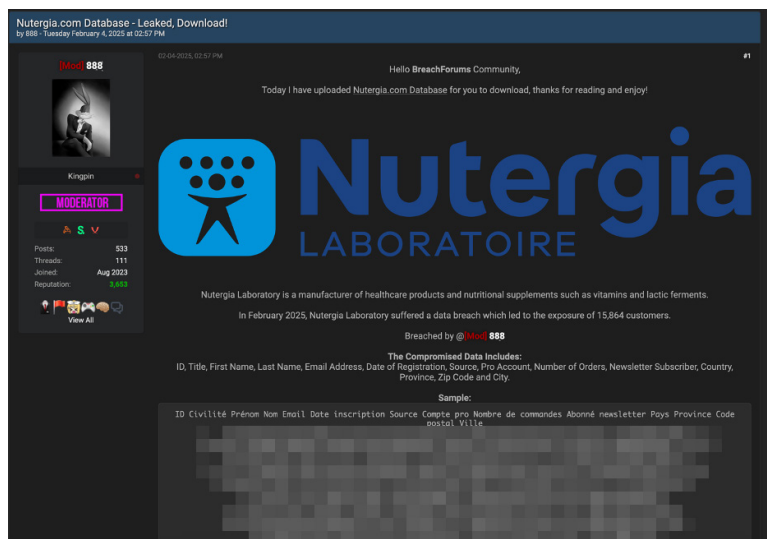 Nutergia.com Database - Leaked, Download!
by 888 - Tuesday February 4, 2025 at 02:57 PM
[Mod] 888
Kingpin
MODERATOR
Posts: 533
Threads: 111
Joined: Aug 2023
Reputation: 3,653
View All
02-04-2025, 02:57 PM
#1
Hello BreachForums Community,
Today I have uploaded Nutergia.com Database for you to download, thanks for reading and enjoy!
Nutergia
LABORATOIRE
Nutergia Laboratory is a manufacturer of healthcare products and nutritional supplements such as vitamins and lactic ferments.
In February 2025, Nutergia Laboratory suffered a data breach which led to the exposure of 15,864 customers.
Breached by @[Mod] 888
The Compromised Data Includes:
ID, Title, First Name, Last Name, Email Address, Date of Registration, Source, Pro Account, Number of Orders, Newsletter Subscriber, Country,
Province, Zip Code and City.
Sample:
ID Civilité Prénom Nom Email Date inscription Source Compte pro Nombre de commandes Abonné newsletter Pays Province Code
postal Ville